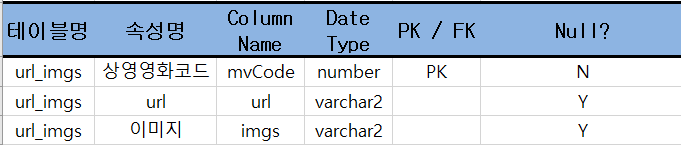 테이블명 속성명 Column Name Date Type PK / FK Null?
url_imgs 상영영화코드 mvCode number PK N
url_imgs url url varchar2 Y
url_imgs 이미지 imgs varchar2 Y